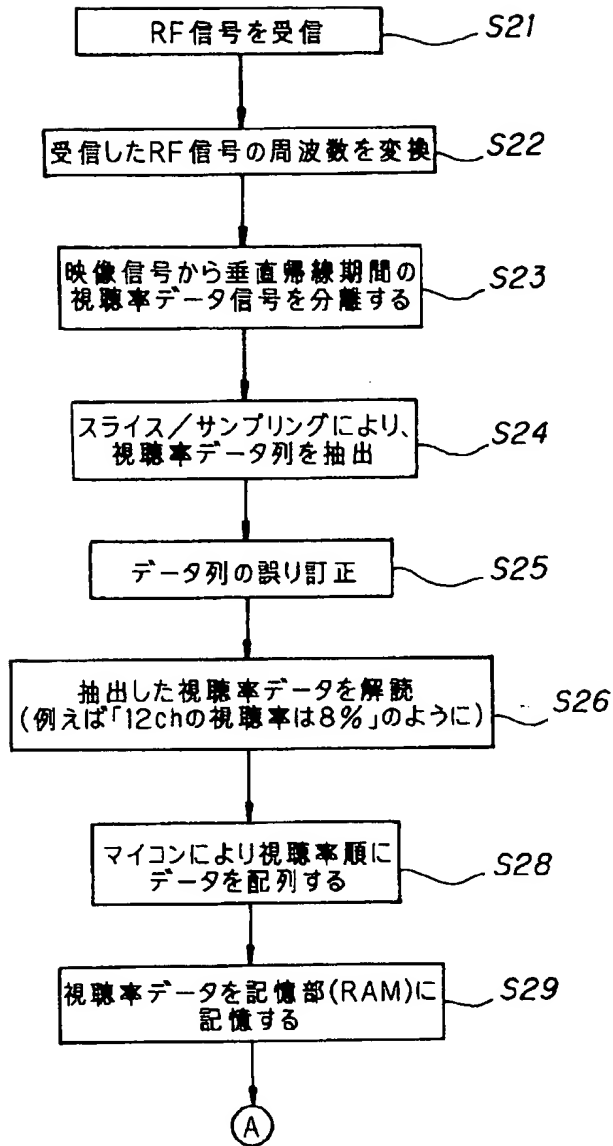 RF信号を受信
S21
受信したRF信号の周波数を変換
S22
映像信号から垂直帰線期間の
視聴率データ信号を分離する
S23
スライス／サンプリングにより、
視聴率データ列を抽出
S24
データ列の誤り訂正
S25
抽出した視聴率データを解読
(例えば「12chの視聴率は8%」のように)
S26
マイコンにより視聴率順に
データを配列する
S28
視聴率データを記憶部(RAM)に
記憶する
S29
A